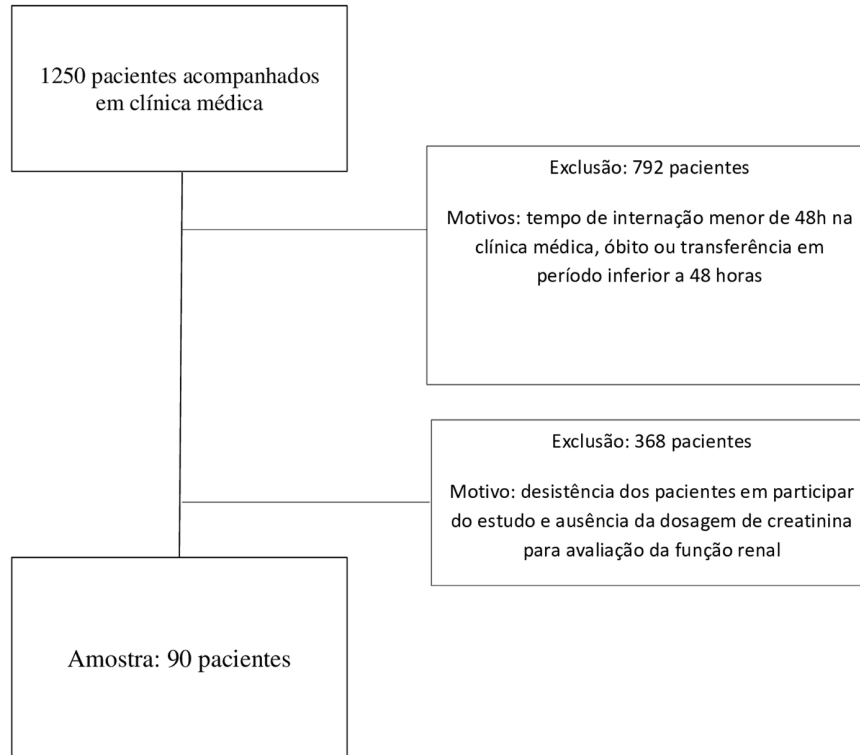 1250 pacientes acompanhados
em clínica médica
Exclusão: 792 pacientes
Motivos: tempo de internação menor de 48h na
clínica médica, óbito ou transferência em
período inferior a 48 horas
Exclusão: 368 pacientes
Motivo: desistência dos pacientes em participar
do estudo e ausência da dosagem de creatinina
para avaliação da função renal
Amostra: 90 pacientes